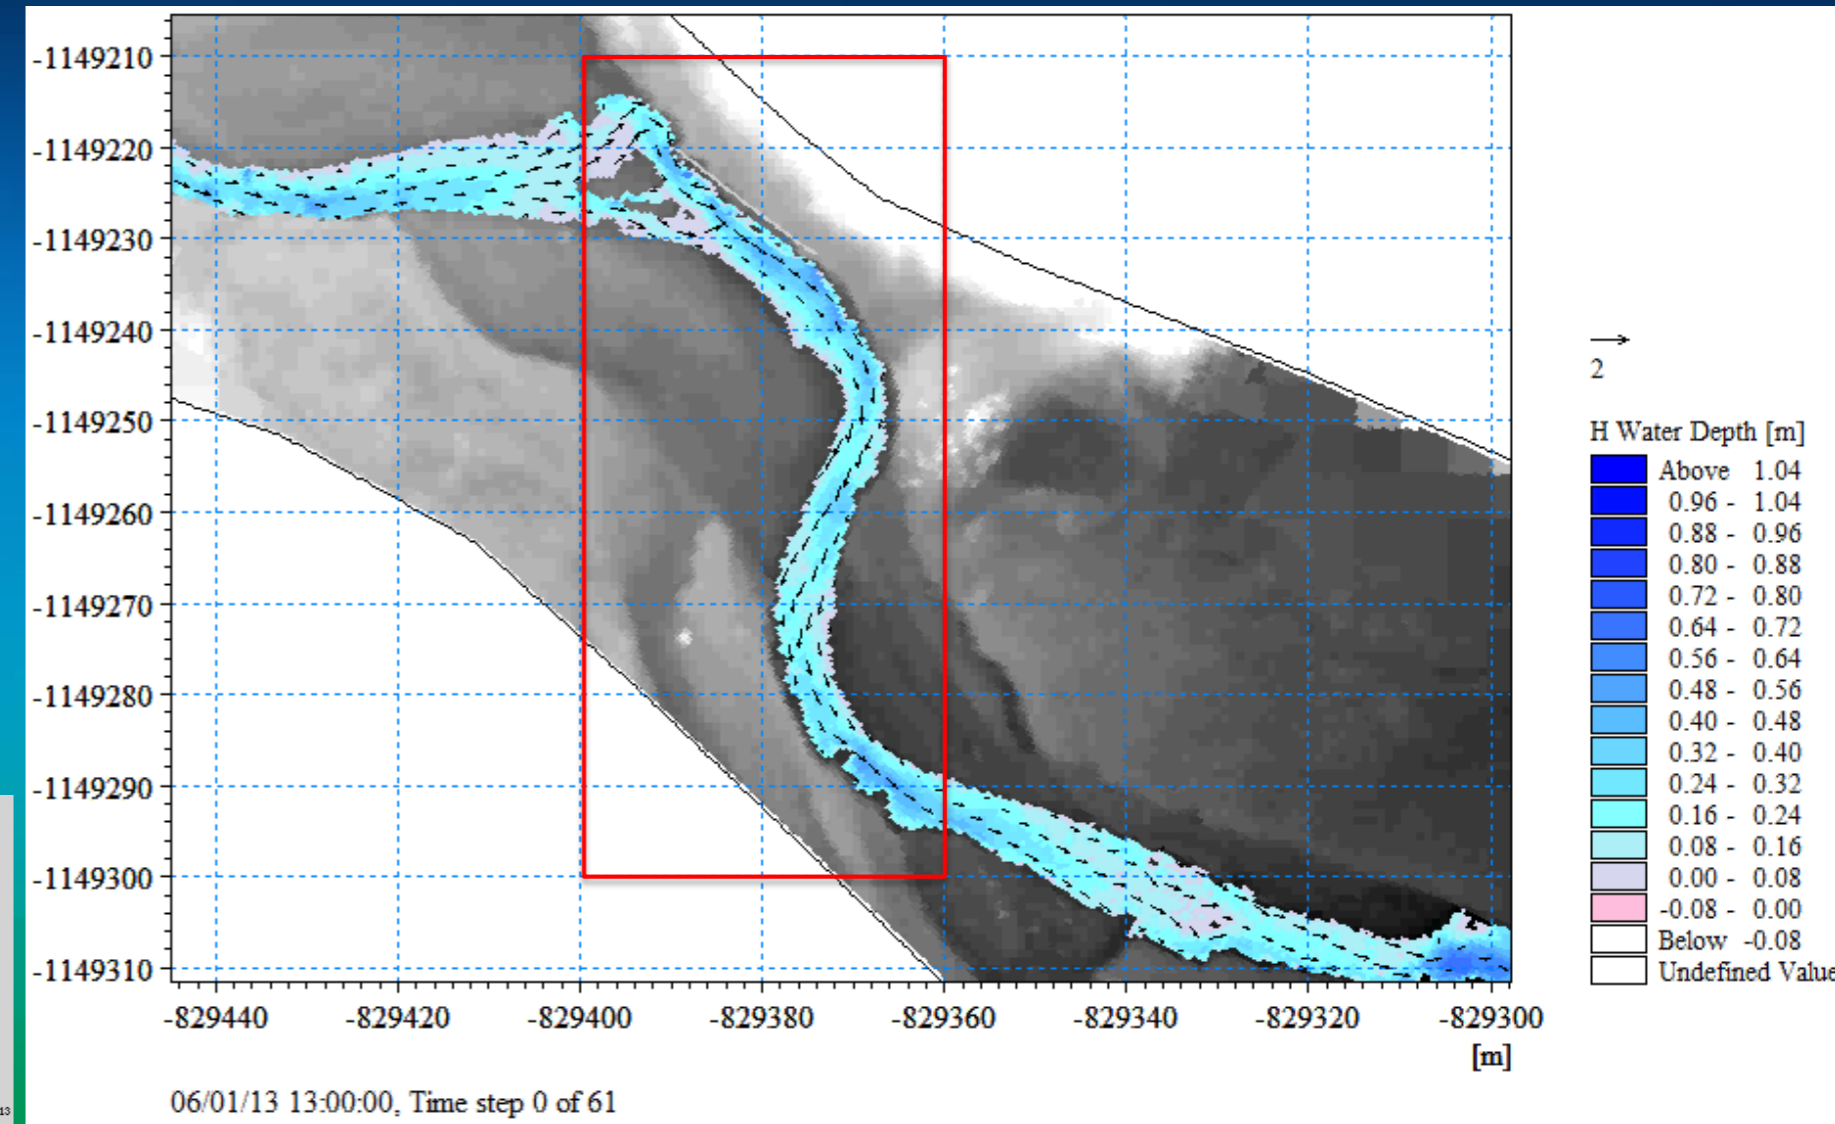 -1149210
-1149220
-1149230
-1149240
-1149250
-1149260
-1149270
-1149280
-1149290
-1149300
-1149310
-829440 -829420 -829400 -829380 -829360 -829340 -829320 -829300
[m]
06/01/13 13:00:00, Time step 0 of 61
2
H Water Depth [m]
Above 1.04
0.96 - 1.04
0.88 - 0.96
0.80 - 0.88
0.72 - 0.80
0.64 - 0.72
0.56 - 0.64
0.48 - 0.56
0.40 - 0.48
0.32 - 0.40
0.24 - 0.32
0.16 - 0.24
0.08 - 0.16
0.00 - 0.08
-0.08 - 0.00
Below -0.08
Undefined Value
13